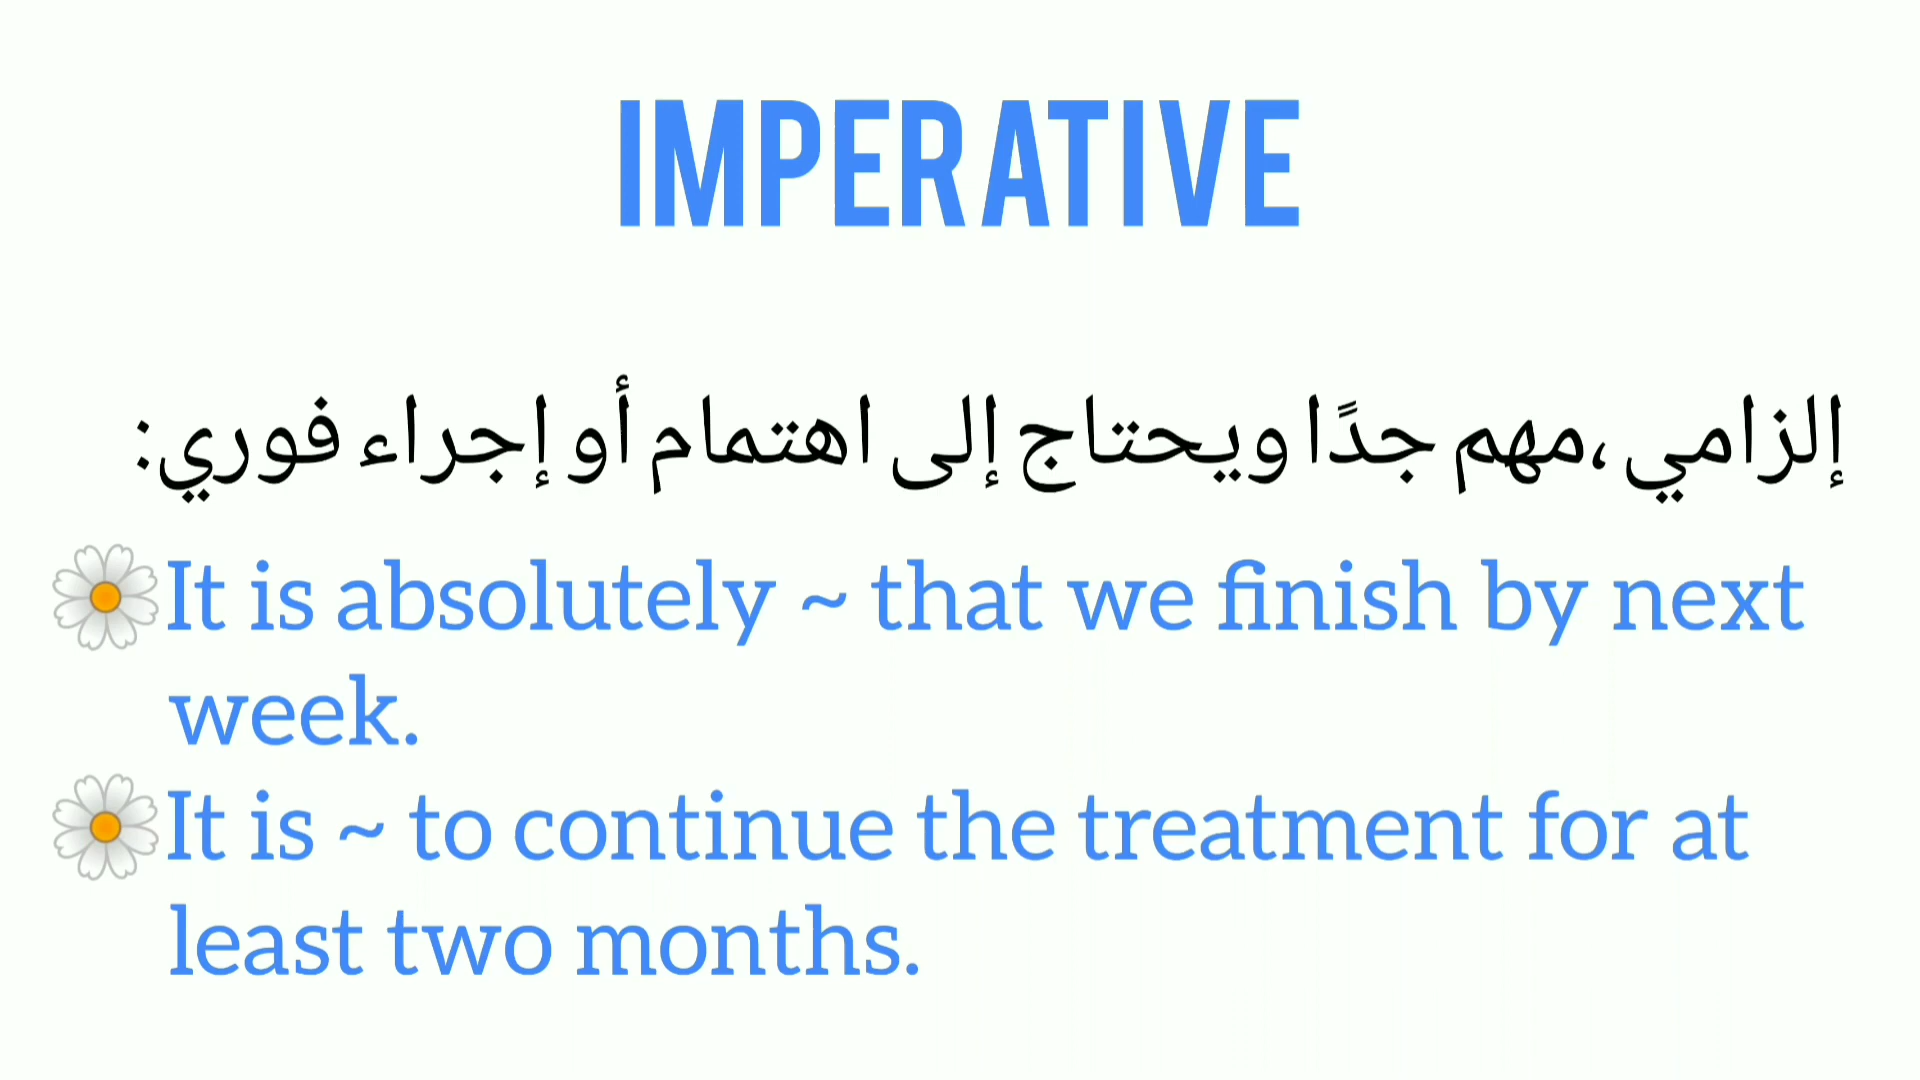 IMPERATIVE
إلزامي،مهم جدًا ويحتاج إلى اهتمام أو إجراء فوري:
It is absolutely ~ that we finish by next
week.
It is ~ to continue the treatment for at
least two months.